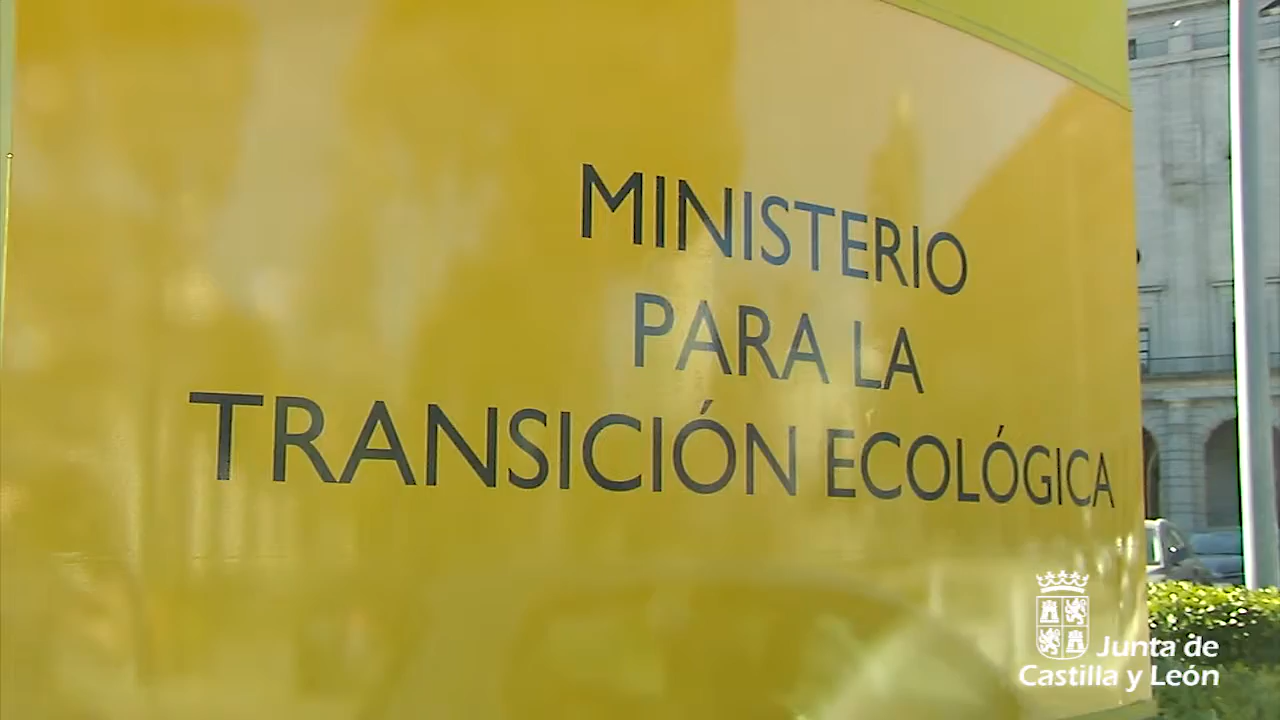 MINISTERIO
PARA LA
TRANSICIÓN ECOLÓGICA
Junta de
Castilla y León